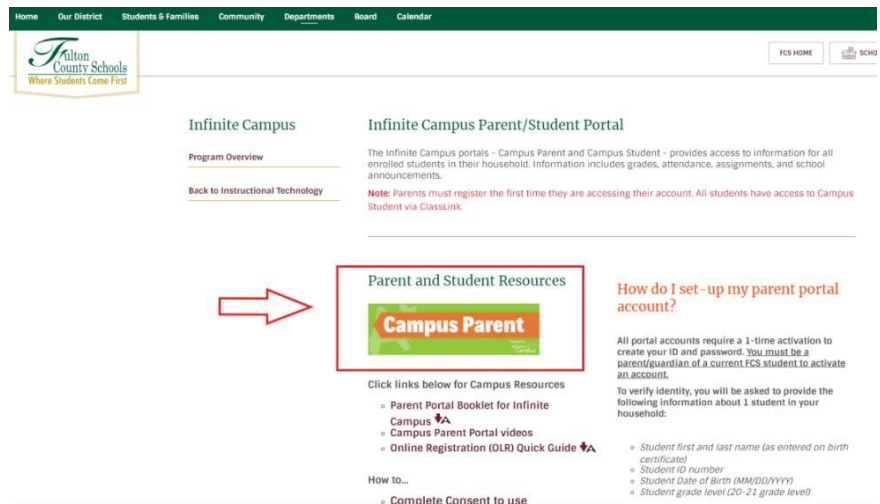 Home Our District Students & Families Community Departments Board Calendar
Fulton
County Schools
Where Students Come First
FCS HOME
SCHO
Infinite Campus
Program Overview
Back to Instructional Technology
Infinite Campus Parent/Student Portal
The Infinite Campus portals - Campus Parent and Campus Student - provides access to information for all
enrolled students in their household. Information includes grades, attendance, assignments, and school
announcements.
Note: Parents must register the first time they are accessing their account. All students have access to Campus
Student via ClassLink.
Parent and Student Resources
Campus Parent
Click links below for Campus Resources
Parent Portal Booklet for Infinite
Campus
Campus Parent Portal videos
Online Registration (OLR) Quick Guide
How to...
Complete Consent to use
How do I set-up my parent portal
account?
All portal accounts require a 1-time activation to
create your ID and password. You must be a
parent/guardian of a current FCS student to activate
an account.
To verify identity, you will be asked to provide the
following information about 1 student in your
household:
Student first and last name (as entered on birth
certificate)
Student ID number
Student Date of Birth (MM/DD/YYYY)
Student grade level (20-21 grade level)